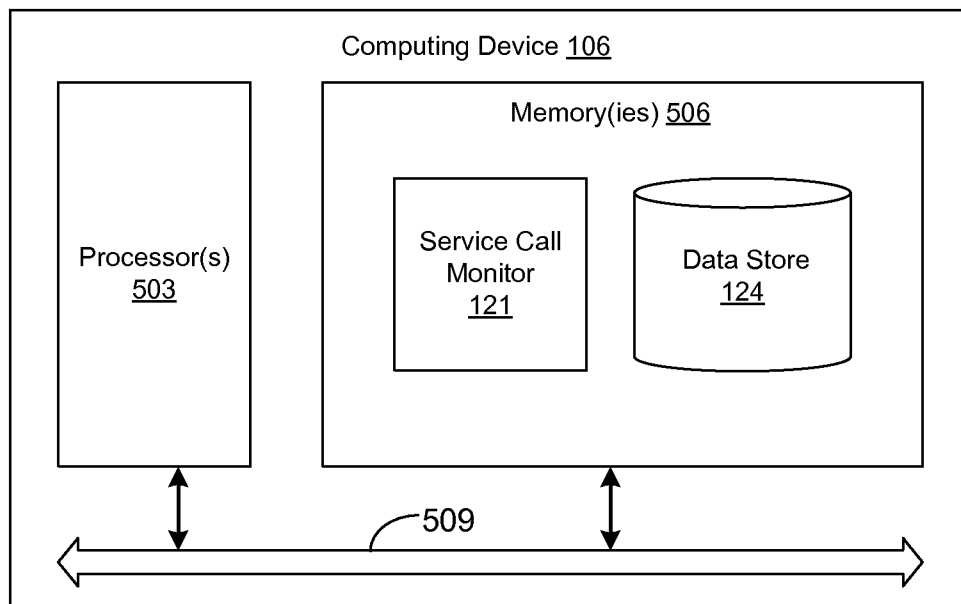 Computing Device 106
Memory(ies) 506
Processor(s)
503
Service Call
Monitor
121
Data Store
124
509